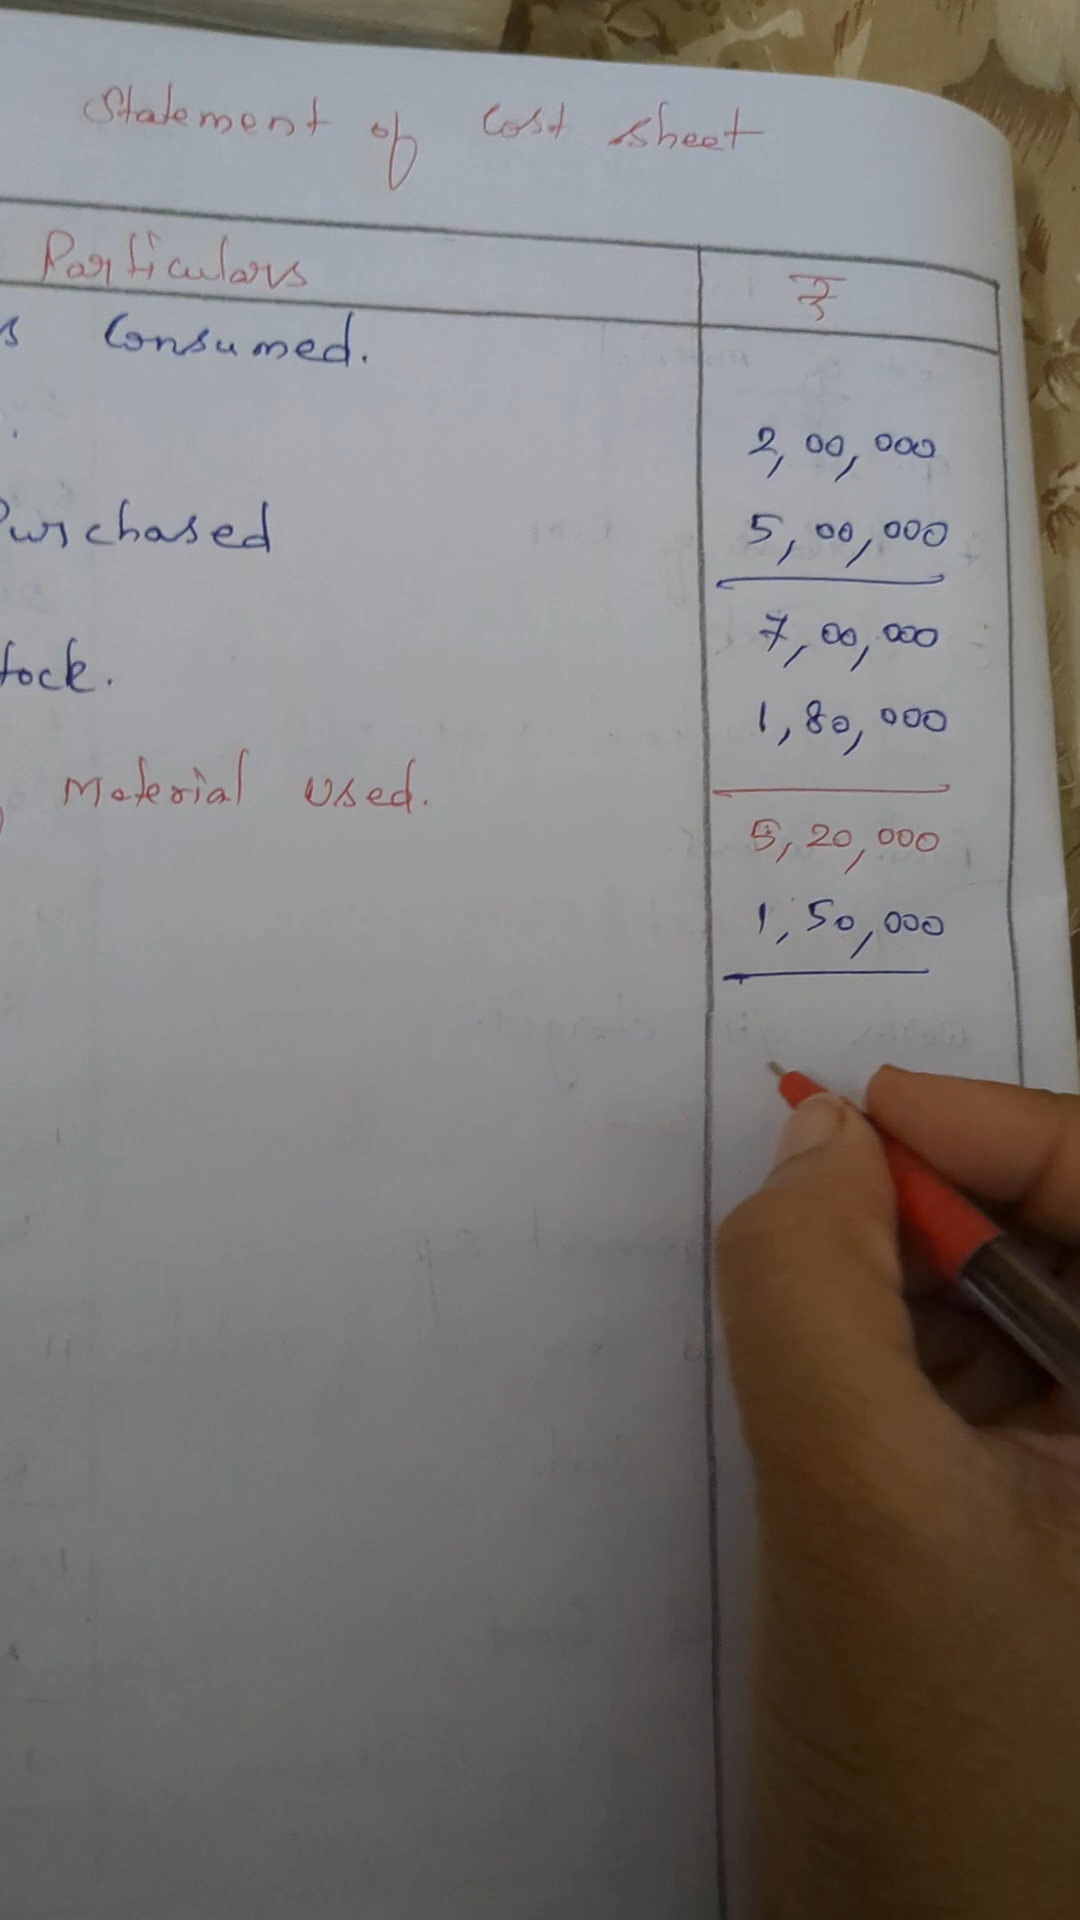 Statement of Cost sheet
Particulars ₹
s Consumed.
2,00,000
Purchased 5,00,000
7,00,000
tock. 1,80,000
Material used. 5,20,000
1,50,000